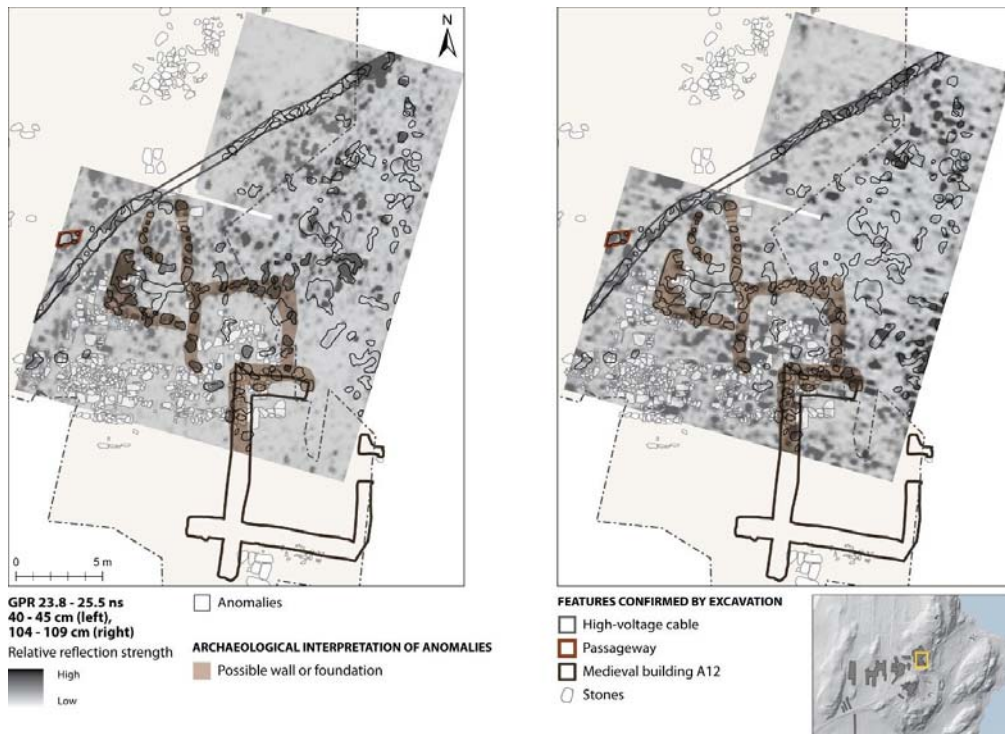 N
N
0 5 m
GPR 23.8 - 25.5 ns
40 - 45 cm (left),
104 - 109 cm (right)
Relative reflection strength
High
Low
Anomalies
ARCHAEOLOGICAL INTERPRETATION OF ANOMALIES
Possible wall or foundation
FEATURES CONFIRMED BY EXCAVATION
High-voltage cable
Passageway
Medieval building A12
Stones